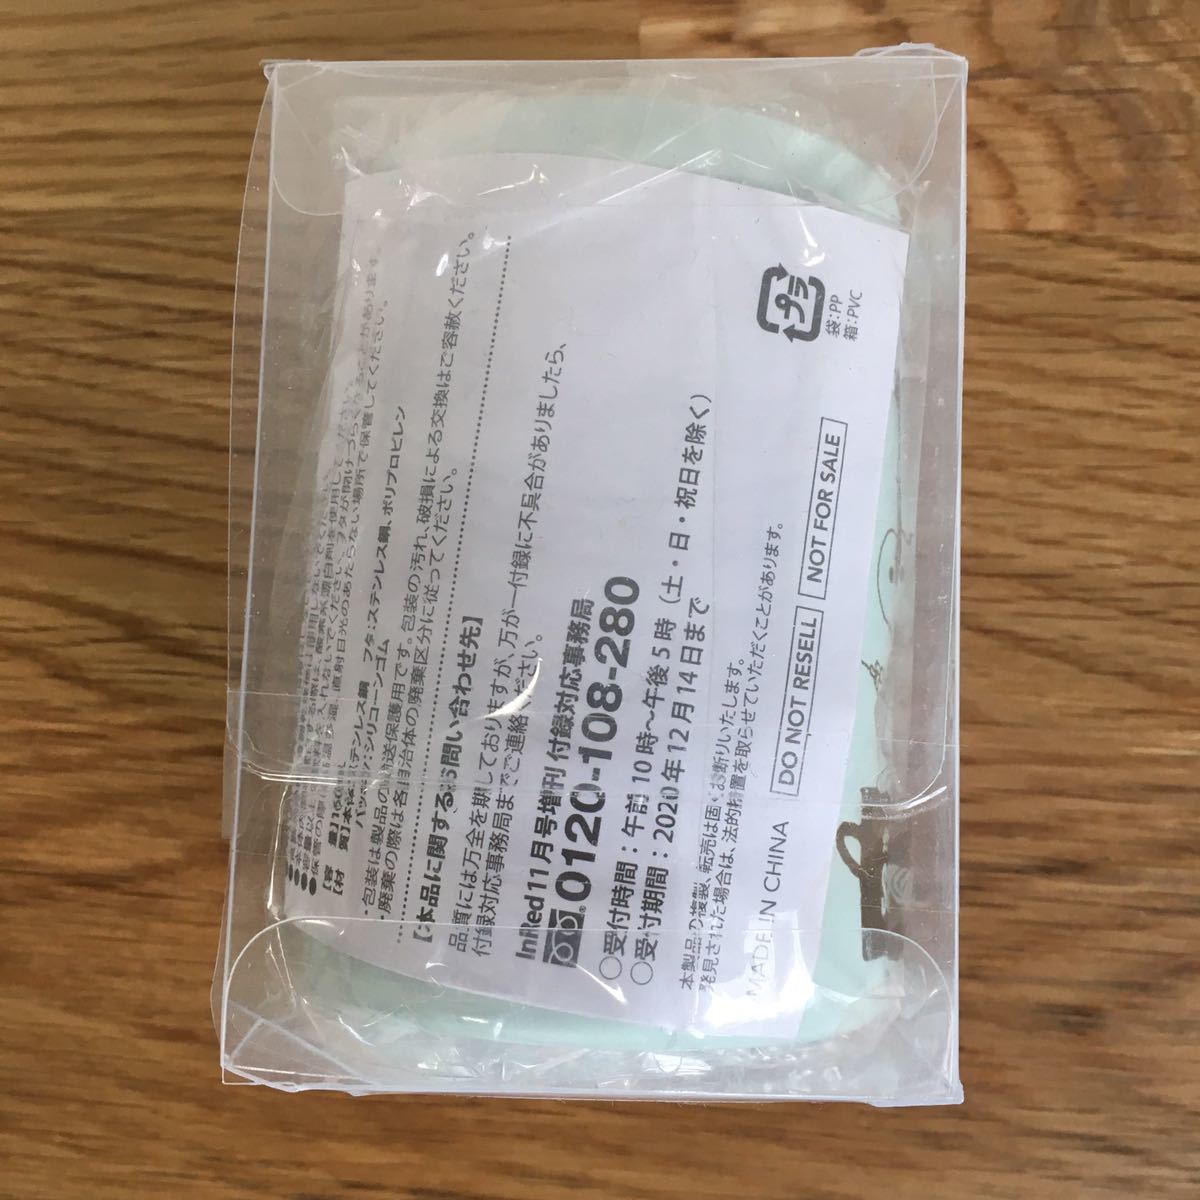 保管してください。
【材　質】本体:ステンレス鋼　フタ:ステンレス鋼、ポリプロピレン
パッキン:シリコーンゴム
・包装は製品の輸送保護用です。包装の汚れ、破損による交換はご容赦ください。
・廃棄の際は各自治体の廃棄区分に従ってください。
【本品に関するお問い合わせ先】
品質には万全を期しておりますが、万が一付録に不具合がありましたら、
付録対応事務局までご連絡ください。
InRed11月号増刊 付録対応事務局
0120-108-280
○受付時間:午前10時〜午後5時（土・日・祝日を除く）
○受付期間:2020年12月14日まで
本製品の複製、転売は固くお断りいたします。
発見された場合は、法的措置を取らせていただくことがあります。
MADE IN CHINA
DO NOT RESELL
NOT FOR SALE
プラ
袋:PP
箱:PVC